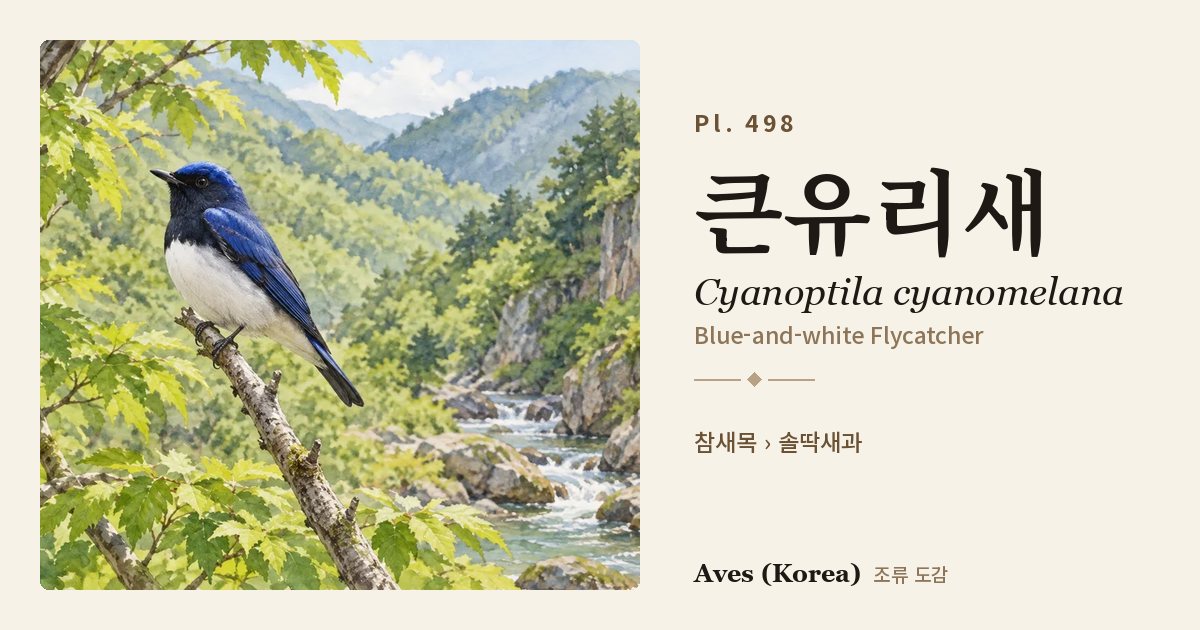 Pl. 498
큰유리새
Cyanoptila cyanomelana
Blue-and-white Flycatcher
참새목 › 솔딱새과
Aves (Korea) 조류 도감